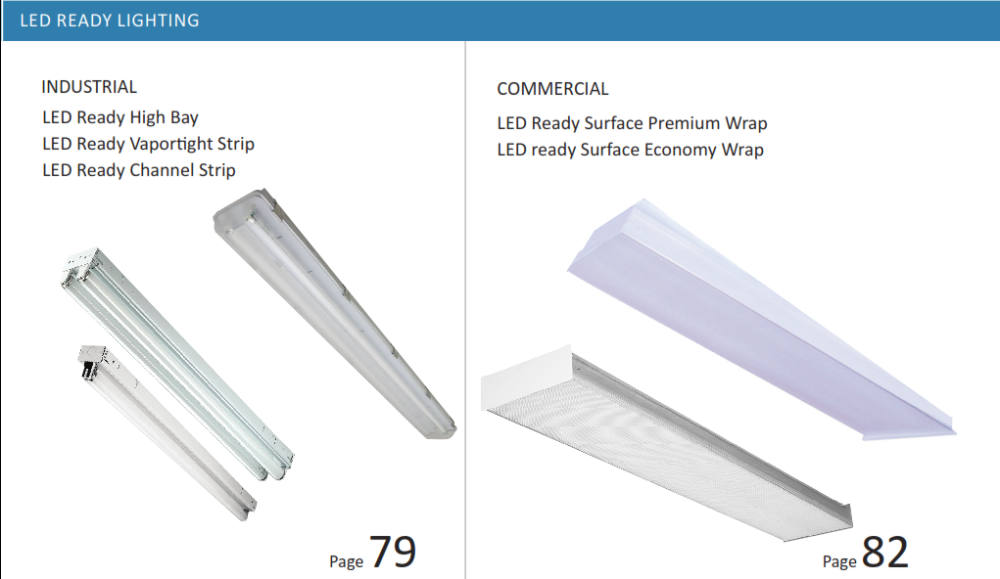 LED READY LIGHTING
INDUSTRIAL
LED Ready High Bay
LED Ready Vaportight Strip
LED Ready Channel Strip
Page 79
COMMERCIAL
LED Ready Surface Premium Wrap
LED ready Surface Economy Wrap
Page 82